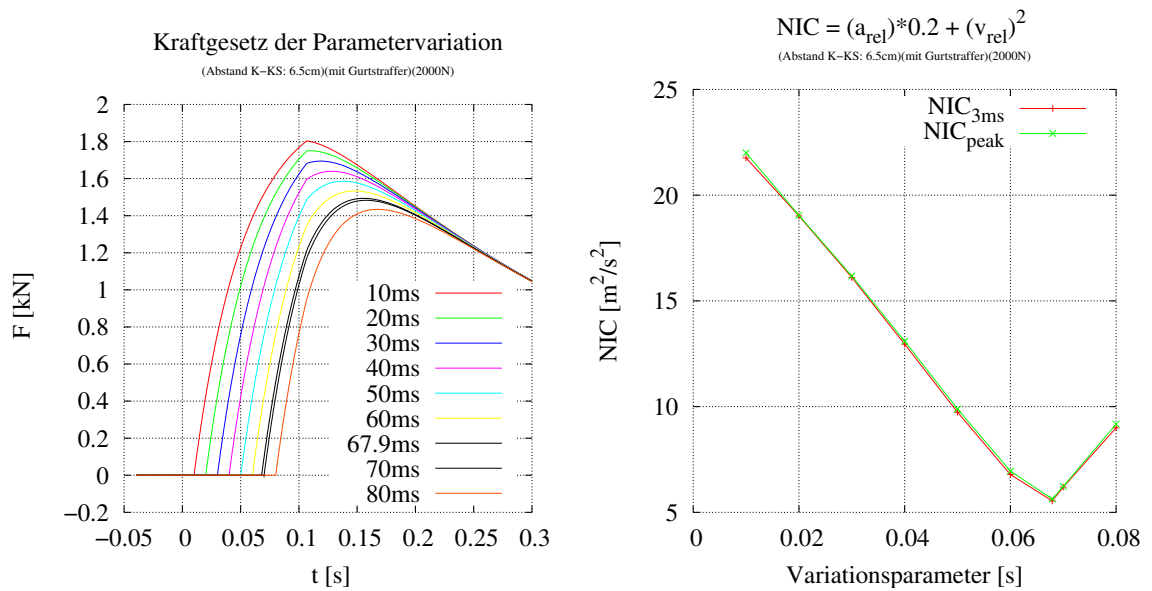 Kraftgesetz der Parametervariation
(Abstand K−KS: 6.5cm)(mit Gurtstraffer)(2000N)
2
1.8
1.6
1.4
1.2
1
0.8
0.6
0.4
0.2
0
−0.2
F [kN]
10ms
20ms
30ms
40ms
50ms
60ms
67.9ms
70ms
80ms
−0.05 0 0.05 0.1 0.15 0.2 0.25 0.3
t [s]
NIC = (a_rel)*0.2 + (v_rel)^2
(Abstand K−KS: 6.5cm)(mit Gurtstraffer)(2000N)
25
20
15
10
5
NIC [m^2/s^2]
NIC_3ms
NIC_peak
0 0.02 0.04 0.06 0.08
Variationsparameter [s]